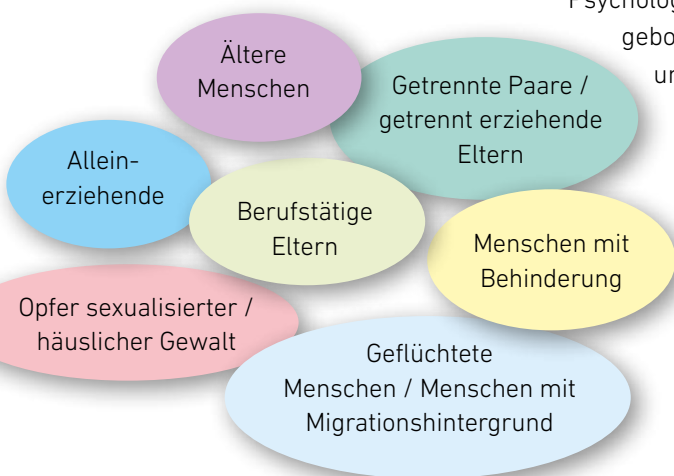 Psycholog
gebo
un
Ältere
Menschen
Getrennte Paare /
getrennt erziehende
Eltern
Allein-
erziehende
Berufstätige
Eltern
Menschen mit
Behinderung
Opfer sexualisierter /
häuslicher Gewalt
Geflüchtete
Menschen / Menschen mit
Migrationshintergrund